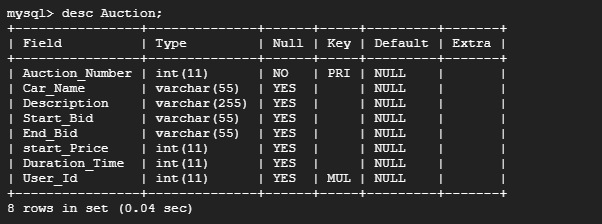 mysql> desc Auction;
+----------------+--------------+------+-----+---------+-------+
| Field          | Type         | Null | Key | Default | Extra |
+----------------+--------------+------+-----+---------+-------+
| Auction_Number | int(11)      | NO   | PRI | NULL    |       |
| Car_Name       | varchar(55)  | YES  |     | NULL    |       |
| Description    | varchar(255) | YES  |     | NULL    |       |
| Start_Bid      | varchar(55)  | YES  |     | NULL    |       |
| End_Bid        | varchar(55)  | YES  |     | NULL    |       |
| start_Price    | int(11)      | YES  |     | NULL    |       |
| Duration_Time  | int(11)      | YES  |     | NULL    |       |
| User_Id        | int(11)      | YES  | MUL | NULL    |       |
+----------------+--------------+------+-----+---------+-------+
8 rows in set (0.04 sec)